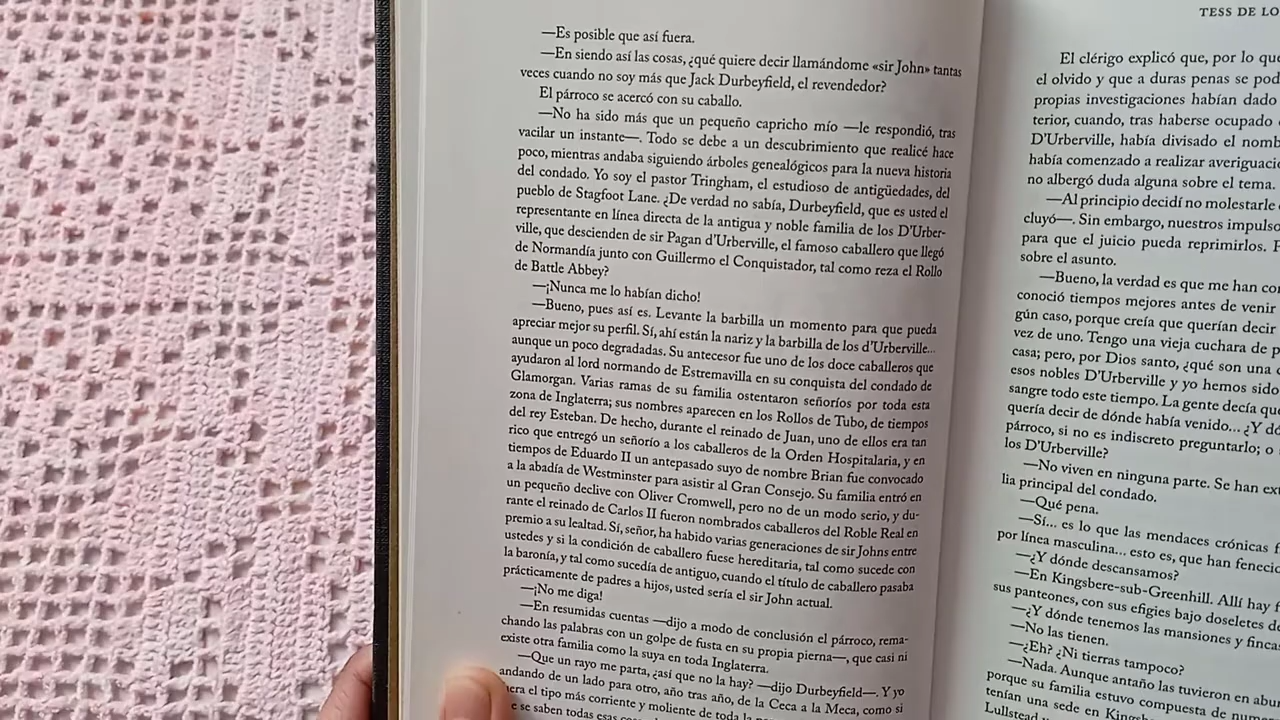 —Es posible que así fuera.
—En siendo así las cosas, ¿qué quiere decir llamándome «sir John» tantas
veces cuando no soy más que Jack Durbeyfield, el revendedor?
El párroco se acercó con su caballo.
—No ha sido más que un pequeño capricho mío —le respondió, tras
vacilar un instante—. Todo se debe a un descubrimiento que realicé hace
poco, mientras andaba siguiendo árboles genealógicos para la nueva historia
del condado. Yo soy el pastor Tringham, el estudioso de antigüedades, del
pueblo de Stagfoot Lane. ¿De verdad no sabía, Durbeyfield, que es usted el
representante en línea directa de la antigua y noble familia de los D'Urber-
ville, que descienden de sir Pagan d'Urberville, el famoso caballero que llegó
de Normandía junto con Guillermo el Conquistador, tal como reza el Rollo
de Battle Abbey?
—¡Nunca me lo habían dicho!
—Bueno, pues así es. Levante la barbilla un momento para que pueda
apreciar mejor su perfil. Sí, ahí están la nariz y la barbilla de los d'Urberville...
aunque un poco degradadas. Su antecesor fue uno de los doce caballeros que
ayudaron al lord normando de Estremavilla en su conquista del condado de
Glamorgan. Varias ramas de su familia ostentaron señoríos por toda esta
zona de Inglaterra; sus nombres aparecen en los Rollos de Tubo, de tiempos
del rey Esteban. De hecho, durante el reinado de Juan, uno de ellos era tan
rico que entregó un señorío a los caballeros de la Orden Hospitalaria, y en
tiempos de Eduardo II un antepasado suyo de nombre Brian fue convocado
a la abadía de Westminster para asistir al Gran Consejo. Su familia entró en
un pequeño declive con Oliver Cromwell, pero no de un modo serio, y du-
rante el reinado de Carlos II fueron nombrados caballeros del Roble Real en
premio a su lealtad. Sí, señor, ha habido varias generaciones de sir Johns entre
ustedes y si la condición de caballero fuese hereditaria, tal como sucede con
la baronía, y tal como sucedía de antiguo, cuando el título de caballero pasaba
prácticamente de padres a hijos, usted sería el sir John actual.
—¡No me diga!
—En resumidas cuentas —dijo a modo de conclusión el párroco, rema-
chando las palabras con un golpe de fusta en su propia pierna—, que casi ni
existe otra familia como la suya en toda Inglaterra.
—Que un rayo me parta, ¿así que no la hay? —dijo Durbeyfield—. Y yo
andando de un lado para otro, año tras año, de la Ceca a la Meca, como si
el tipo más corriente y moliente de toda la
se saben todas esas
TESS DE LO
El clérigo explicó que, por lo que
el olvido y que a duras penas se pod
propias investigaciones habían dado
terior, cuando, tras haberse ocupado
D'Urberville, había divisado el nomb
había comenzado a realizar averiguacio
no albergó duda alguna sobre el tema.
—Al principio decidí no molestarle
cluyó—. Sin embargo, nuestros impulso
para que el juicio pueda reprimirlos.
sobre el asunto.
—Bueno, la verdad es que me han con
conoció tiempos mejores antes de venir
gún caso, porque creía que querían decir
vez de uno. Tengo una vieja cuchara de p
casa; pero, por Dios santo, ¿qué son una
esos nobles D'Urberville y yo hemos sido
sangre todo este tiempo. La gente decía qu
quería decir de dónde había venido... ¿Y dó
párroco, si no es indiscreto preguntarlo; o
los D'Urberville?
—No viven en ninguna parte. Se han ex
lia principal del condado.
—Qué pena.
—Sí... es lo que las mendaces crónicas
por línea masculina... esto es, que han fenecid
—¿Y dónde descansamos?
—En Kingsbere-sub-Greenhill. Allí hay
sus panteones, con sus efigies bajo doseletes d
—¿Y dónde tenemos las mansiones y fincas
—No las tienen.
—¿Eh? ¿Ni tierras tampoco?
—Nada. Aunque antaño las tuvieron en abu
porque su familia estuvo compuesta de
tenían una sede en
Lullstead